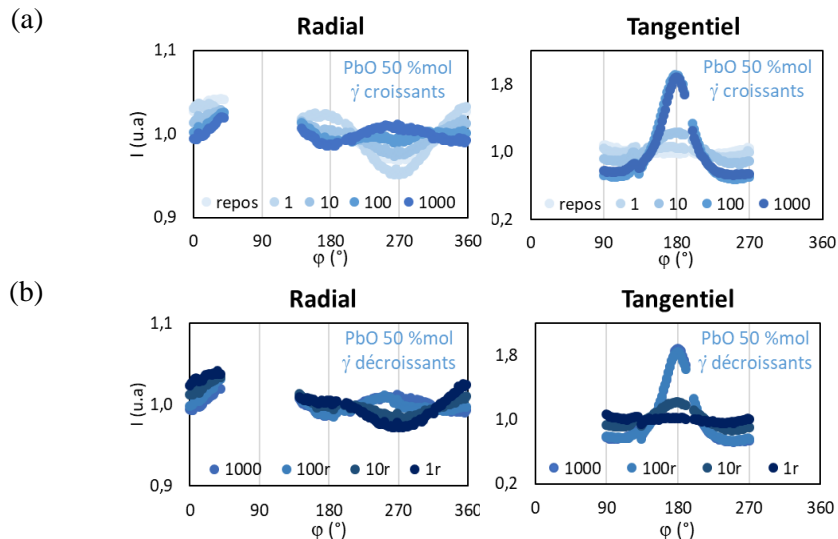 (a)
Radial
Tangentiel
1,1
1,0
0,9
I (u.a)
PbO 50 %mol
γ̇ croissants
repos 1 10 100 1000
0 90 180 270 360
φ (°)
1,8
1,0
0,2
PbO 50 %mol
γ̇ croissants
repos 1 10 100 1000
0 90 180 270 360
φ (°)
(b)
Radial
Tangentiel
1,1
1,0
0,9
I (u.a)
PbO 50 %mol
γ̇ décroissants
1000 100r 10r 1r
0 90 180 270 360
φ (°)
1,8
1,0
0,2
PbO 50 %mol
γ̇ décroissants
1000 100r 10r 1r
0 90 180 270 360
φ (°)